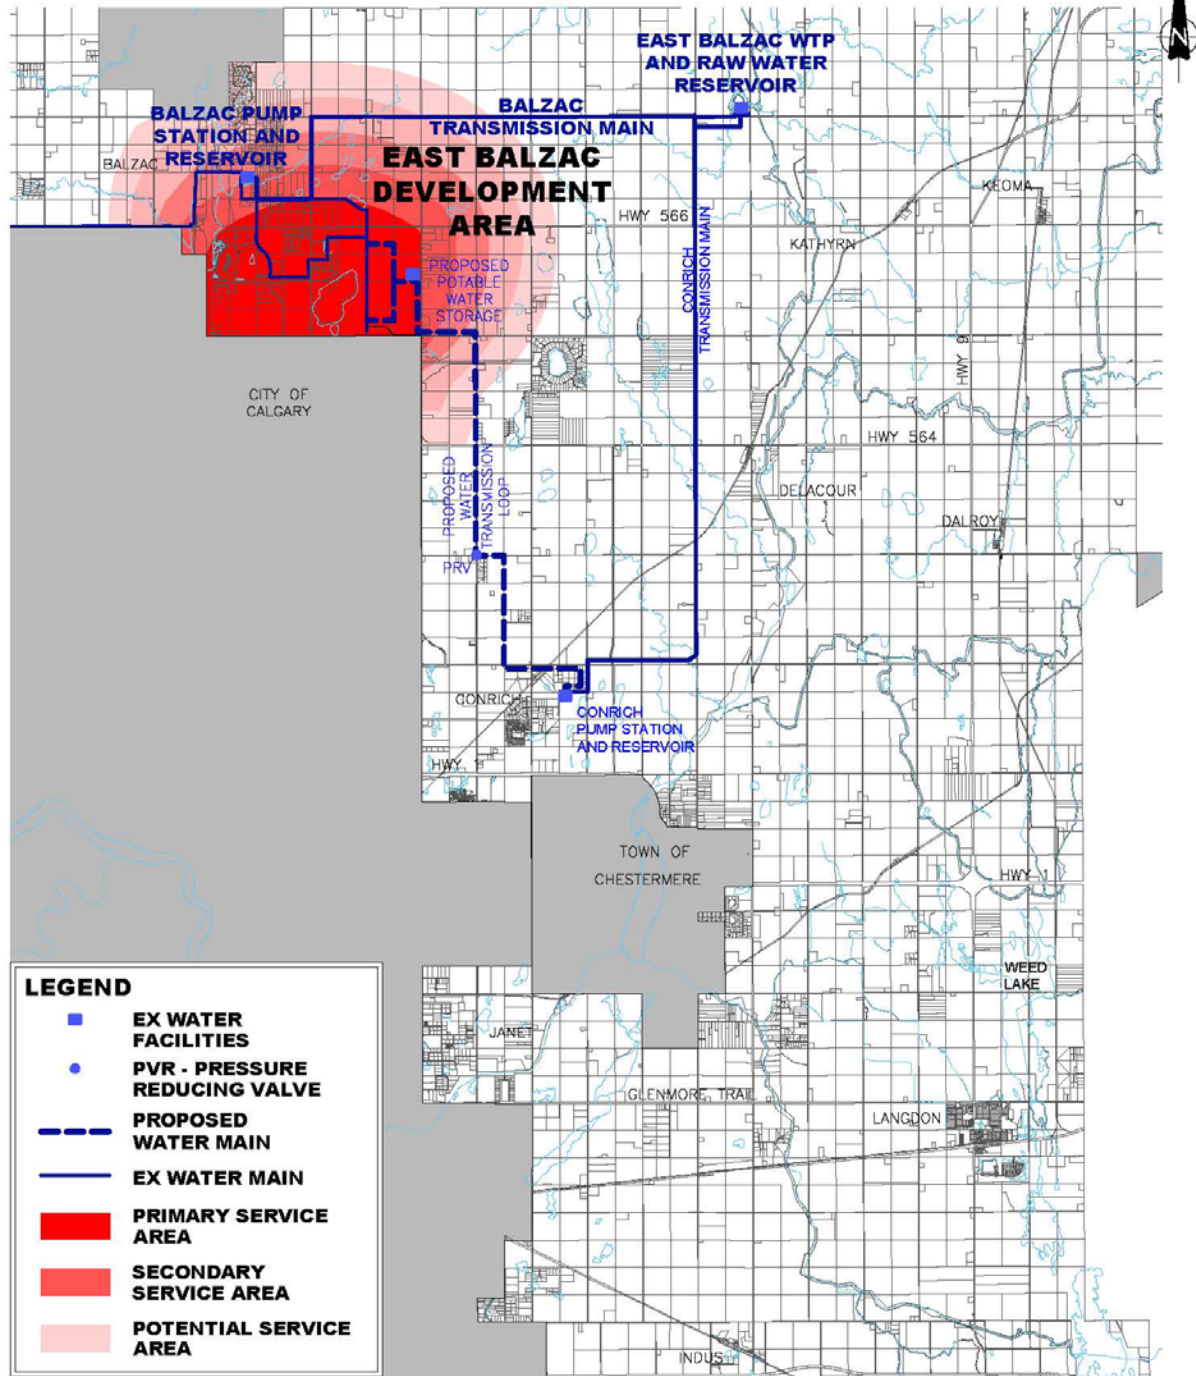 N
EAST BALZAC WTP
AND RAW WATER
RESERVOIR
BALZAC PUMP
STATION AND
RESERVOIR
BALZAC
TRANSMISSION MAIN
BALZAC
EAST BALZAC
DEVELOPMENT
AREA
KEOMA
HWY 566
KATHYRN
CONRICH
TRANSMISSION MAIN
PROPOSED
POTABLE
WATER
STORAGE
HWY 9
CITY OF
CALGARY
HWY 564
PROPOSED
WATER
TRANSMISSION
LOOP
DELACOUR
DALROY
PRV
CONRICH
CONRICH
PUMP STATION
AND RESERVOIR
HWY 1
TOWN OF
CHESTERMERE
HWY 1
WEED
LAKE
JANET
GLENMORE TRAIL
LANGDON
INDUS
LEGEND
EX WATER
FACILITIES
PVR - PRESSURE
REDUCING VALVE
PROPOSED
WATER MAIN
EX WATER MAIN
PRIMARY SERVICE
AREA
SECONDARY
SERVICE AREA
POTENTIAL SERVICE
AREA